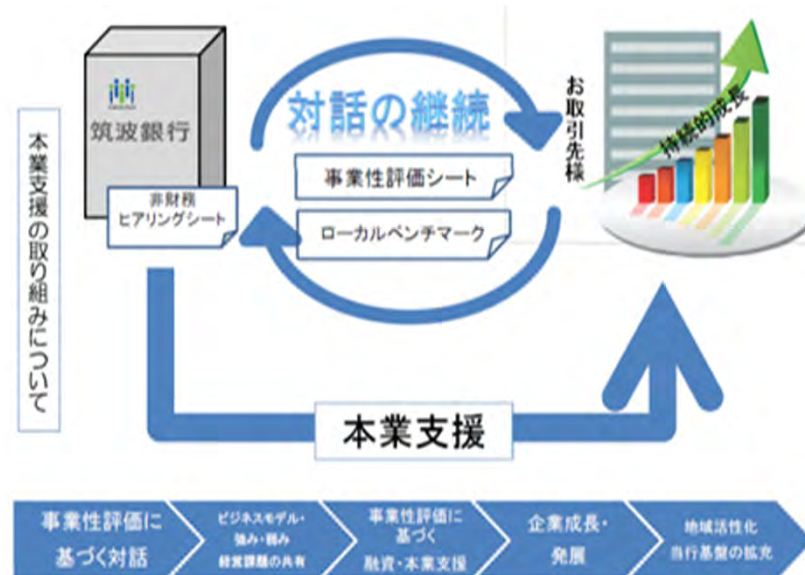 本業支援の取り組みについて
筑波銀行
非財務
ヒアリングシート
対話の継続
事業性評価シート
ローカルベンチマーク
お取引先様
持続的成長
本業支援
事業性評価に
基づく対話
ビジネスモデル・
強み・弱み
経営課題の共有
事業性評価に
基づく
融資・本業支援
企業成長・
発展
地域活性化
当行基盤の拡充